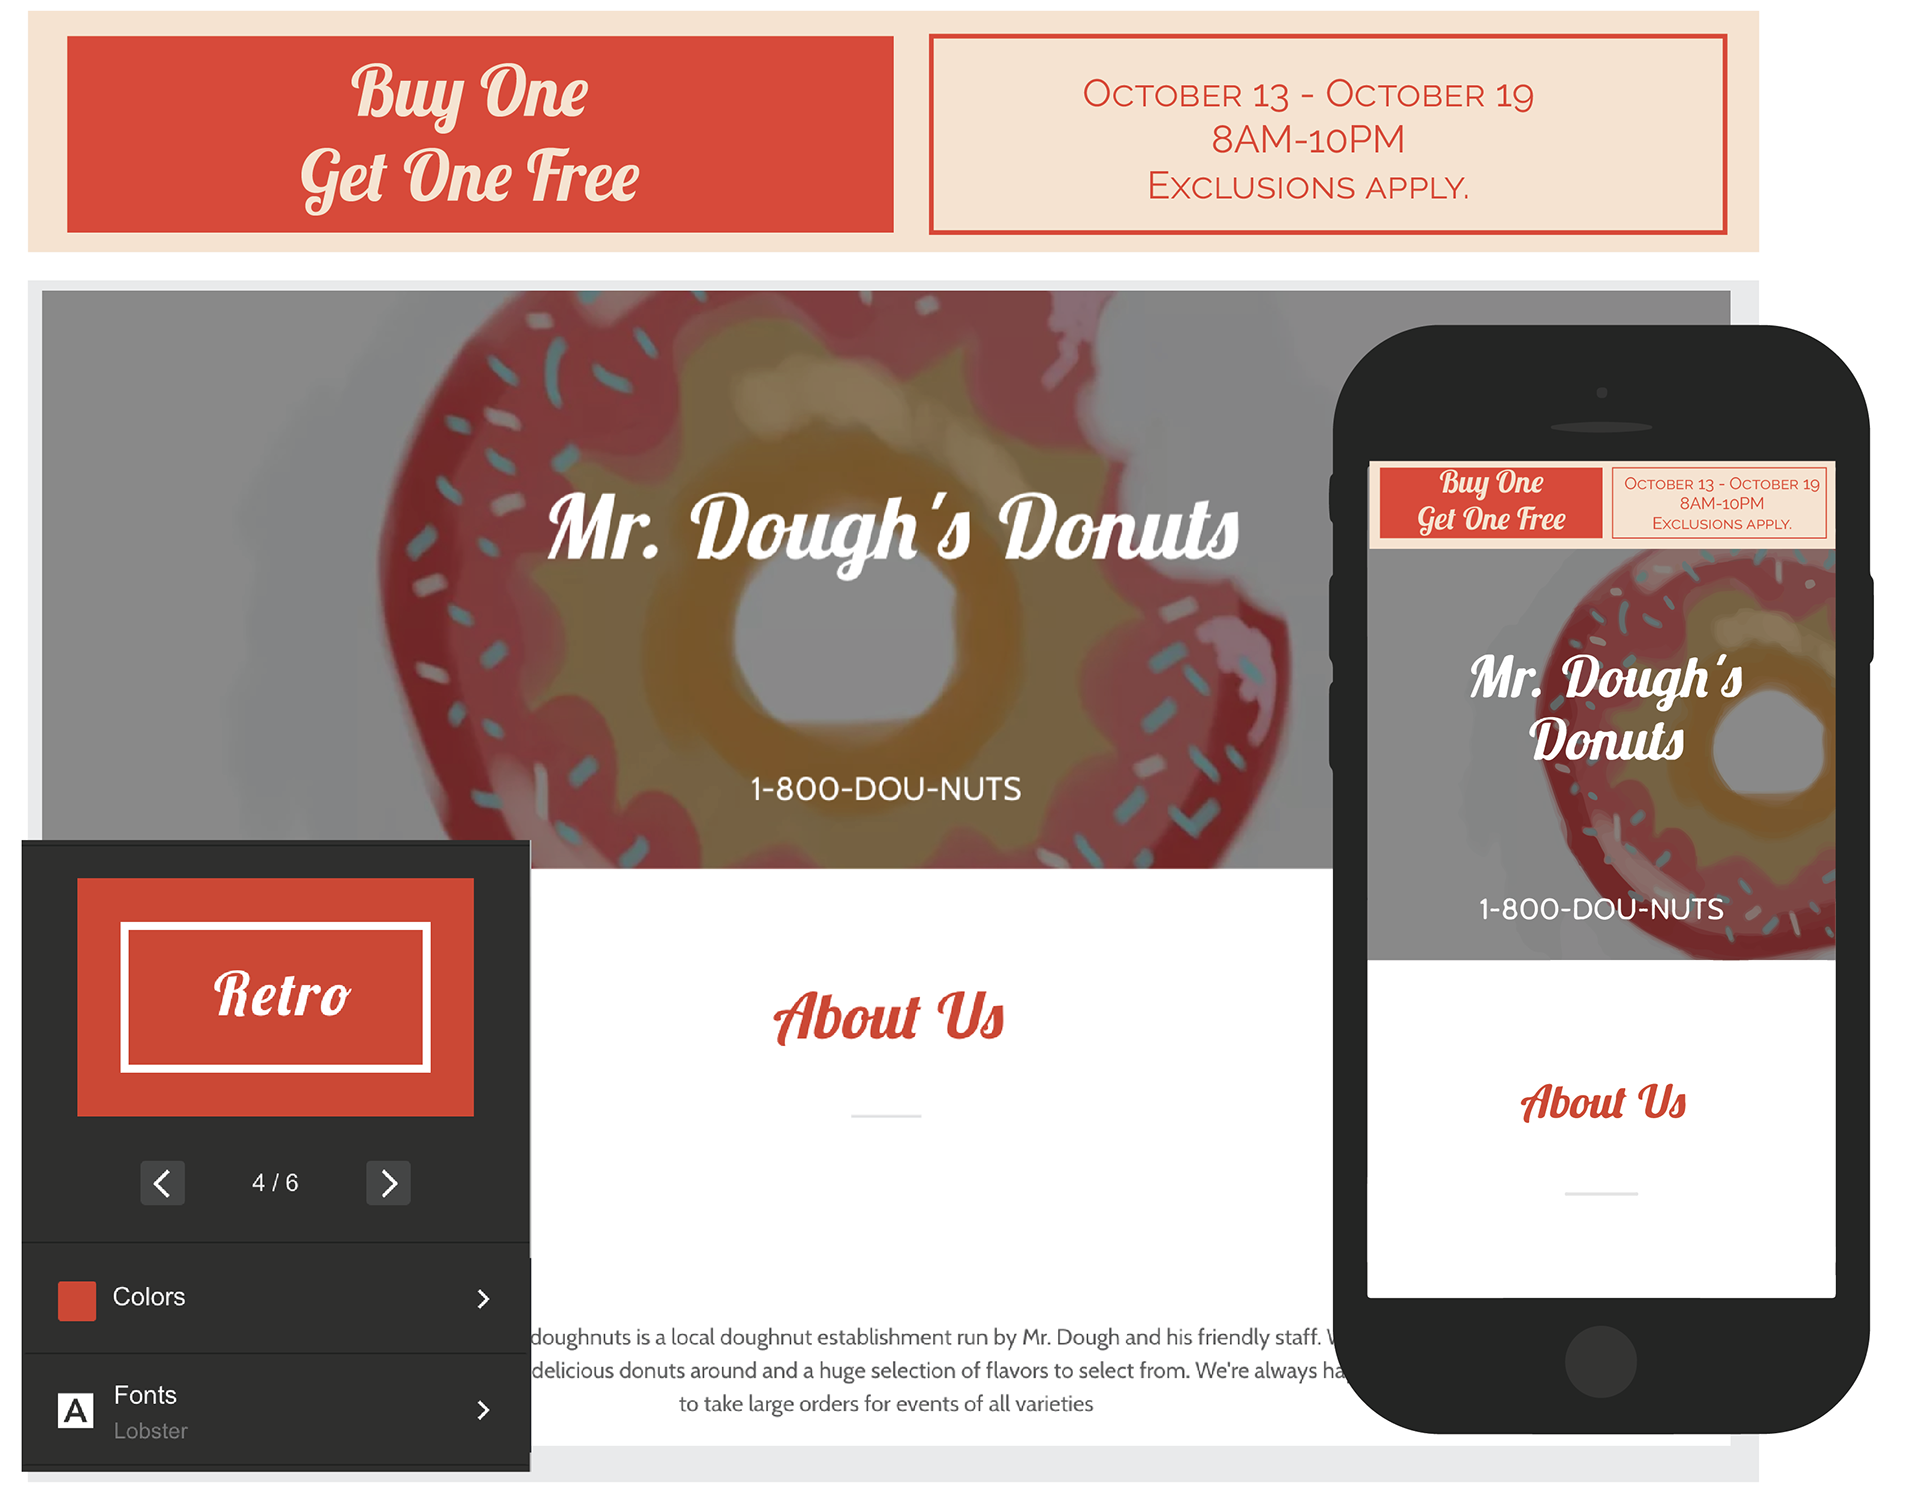 Buy One
Get One Free
October 13 - October 19
8AM-10PM
Exclusions apply.
Mr. Dough's Donuts
1-800-DOU-NUTS
About Us
doughnuts is a local doughnut establishment run by Mr. Dough and his friendly staff.
delicious donuts around and a huge selection of flavors to select from. We're always
to take large orders for events of all varieties
Retro
4 / 6
Colors
A Fonts
Lobster
Buy One
Get One Free
October 13 - October 19
8AM-10PM
Exclusions apply.
Mr. Dough's
Donuts
1-800-DOU-NUTS
About Us